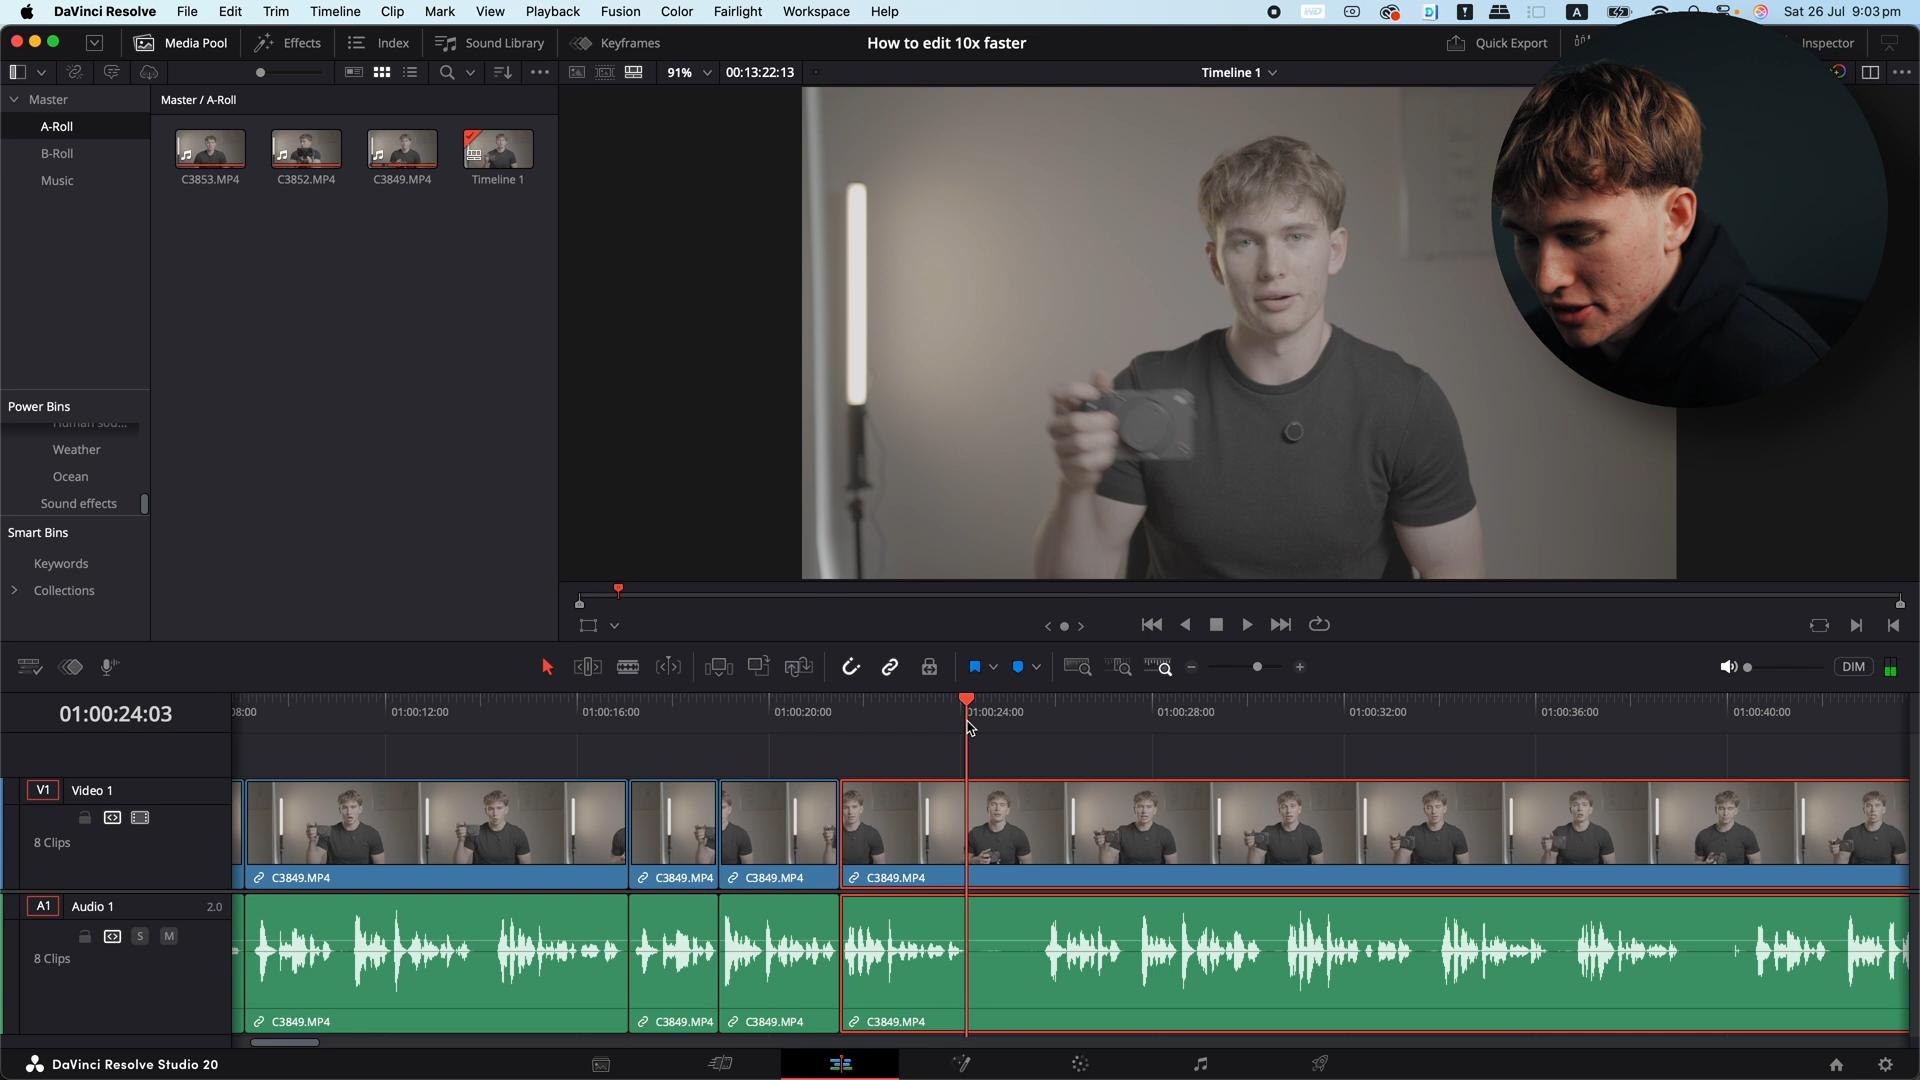 DaVinci Resolve File Edit Trim Timeline Clip Mark View Playback Fusion Color Fairlight Workspace Help
Sat 26 Jul 9:03 pm
Media Pool Effects Index Sound Library Keyframes
How to edit 10x faster
Quick Export
Inspector
91% 00:13:22:13
Timeline 1
Master
Master / A-Roll
A-Roll
B-Roll
Music
C3853.MP4 C3852.MP4 C3849.MP4 Timeline 1
Power Bins
Human sou...
Weather
Ocean
Sound effects
Smart Bins
Keywords
Collections
DIM
01:00:24:03
08:00 01:00:12:00 01:00:16:00 01:00:20:00 01:00:24:00 01:00:28:00 01:00:32:00 01:00:36:00 01:00:40:00
V1 Video 1
8 Clips
C3849.MP4 C3849.MP4 C3849.MP4 C3849.MP4
A1 Audio 1 2.0
S M
8 Clips
C3849.MP4 C3849.MP4 C3849.MP4 C3849.MP4
DaVinci Resolve Studio 20